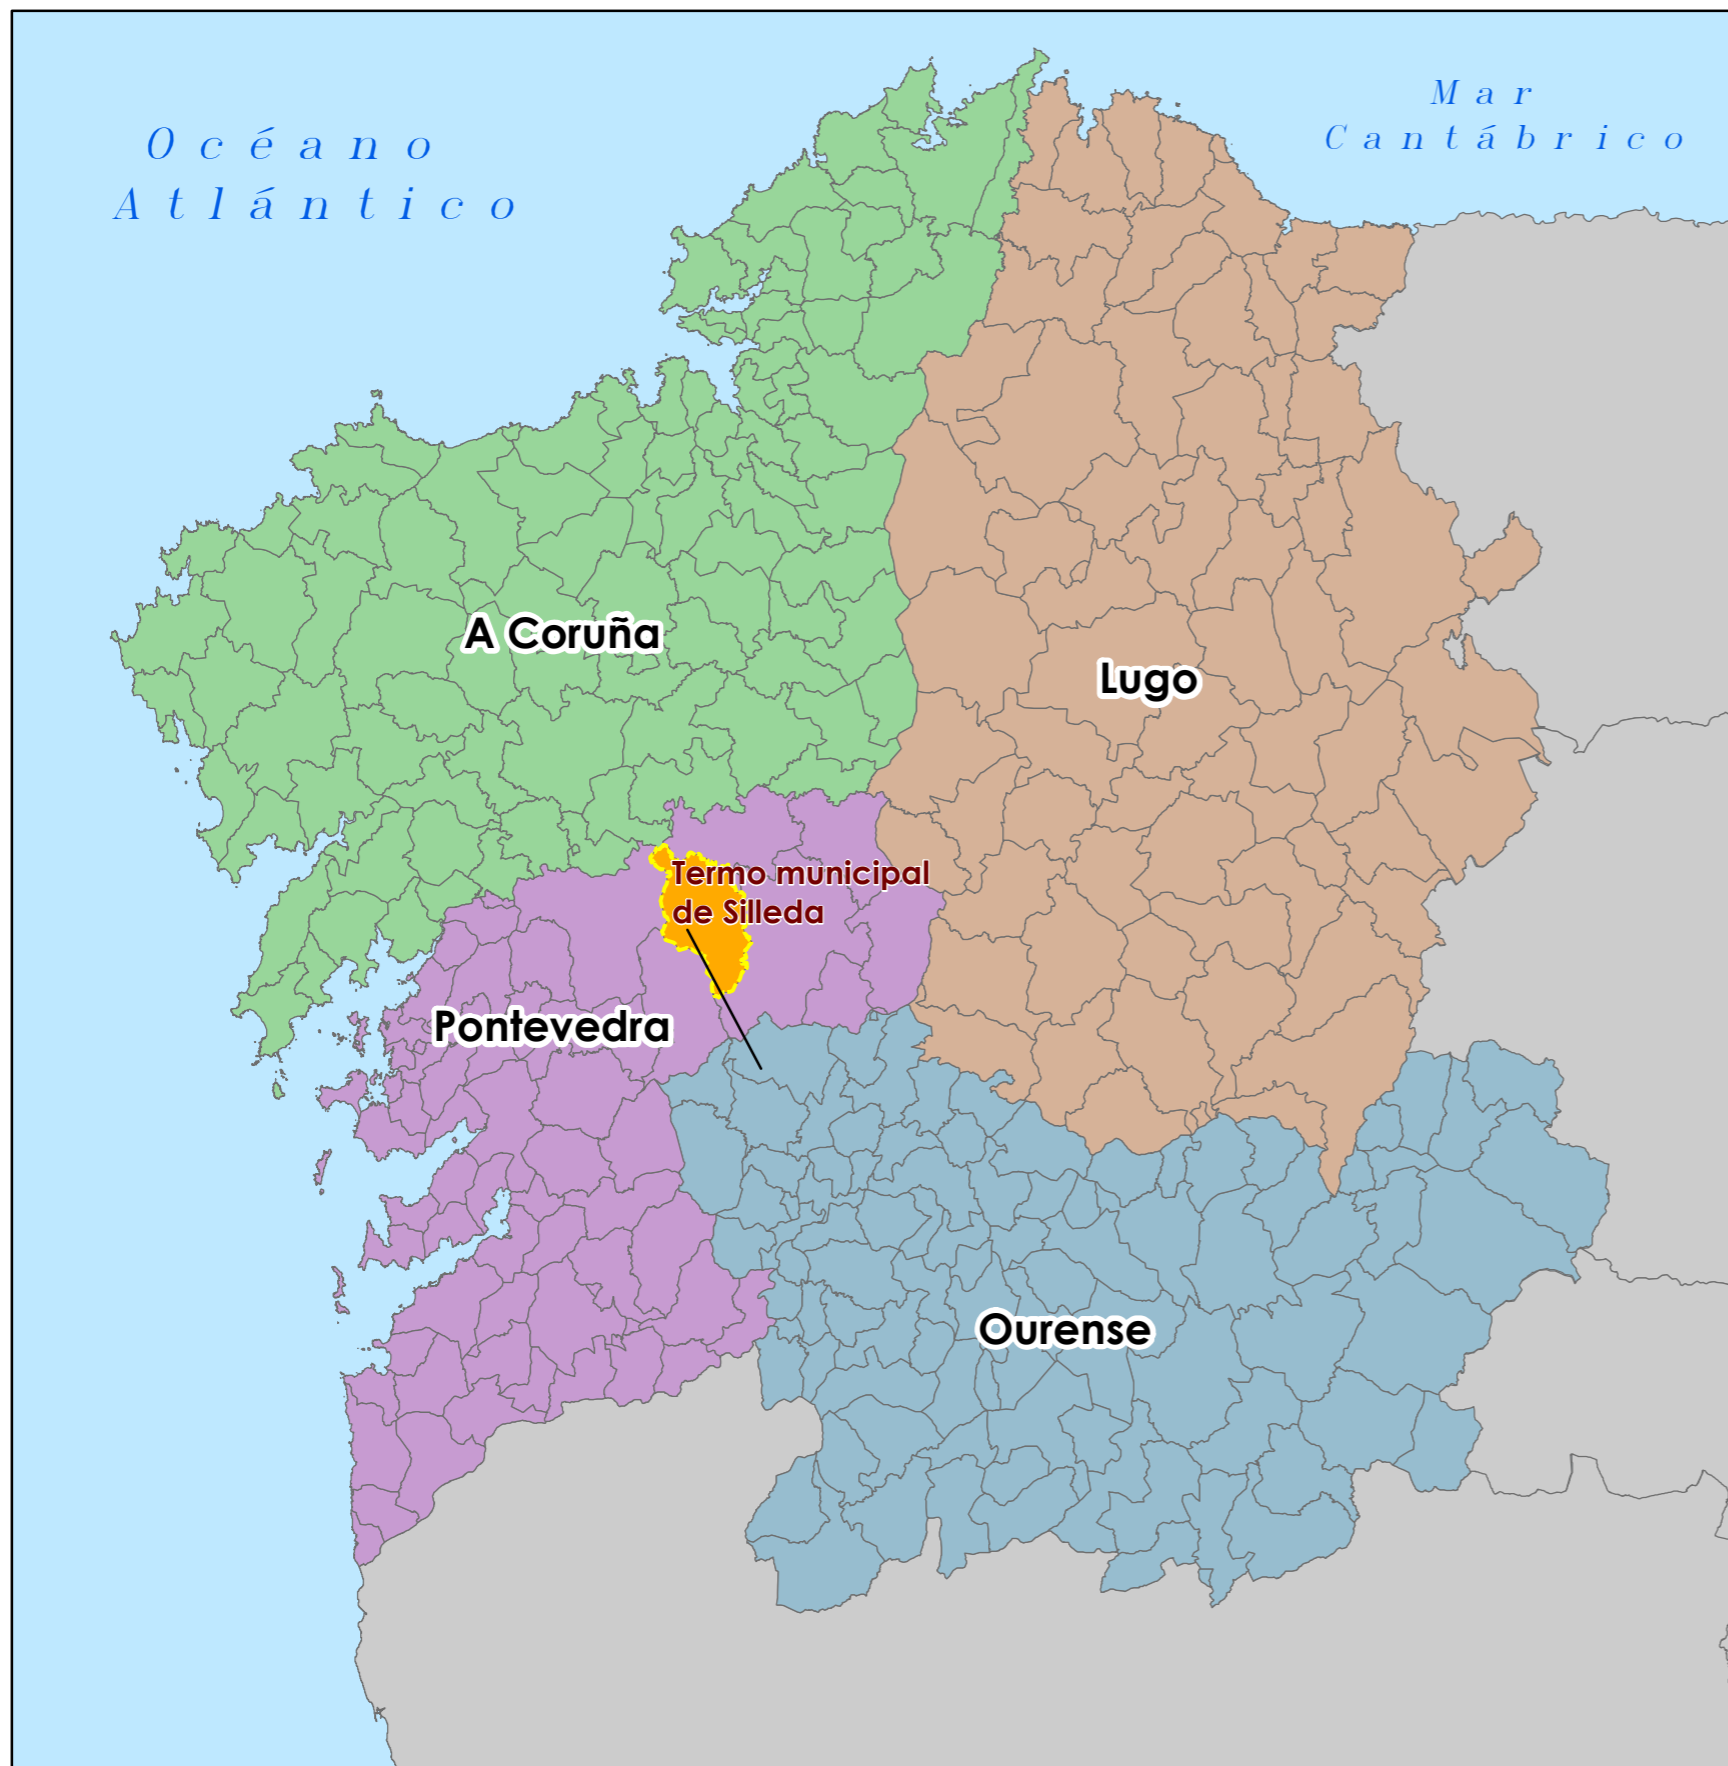 Océano
Atlántico
Mar
Cantábrico
A Coruña
Lugo
Termo municipal
de Silleda
Pontevedra
Ourense